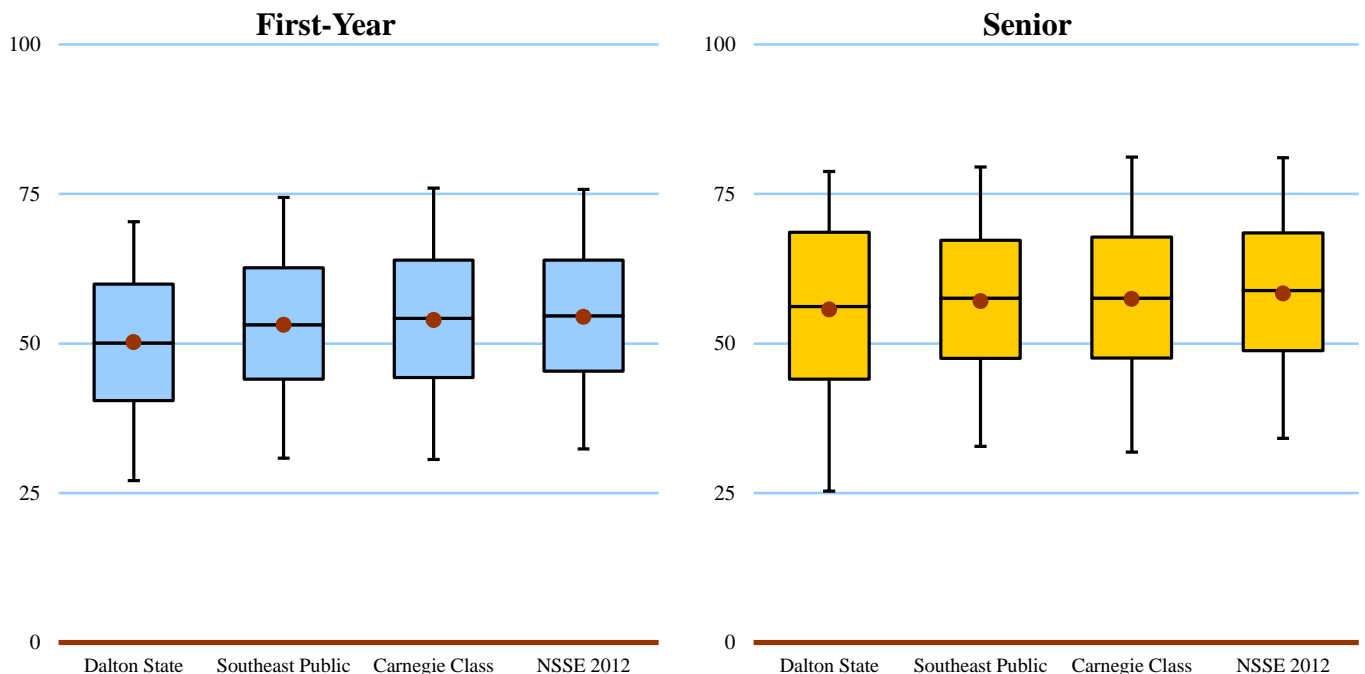 First-Year
100
75
50
25
0
Dalton State
Southeast Public
Carnegie Class
NSSE 2012
Senior
100
75
50
25
0
Dalton State
Southeast Public
Carnegie Class
NSSE 2012